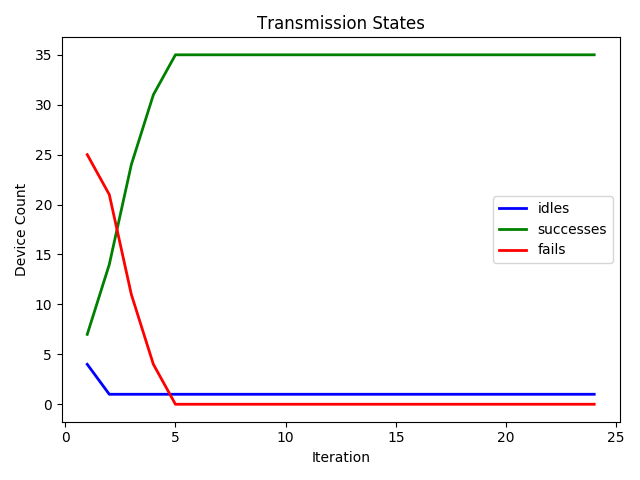 Transmission States
35
30
25
20
15
10
5
0
Device Count
idles
successes
fails
0 5 10 15 20 25
Iteration